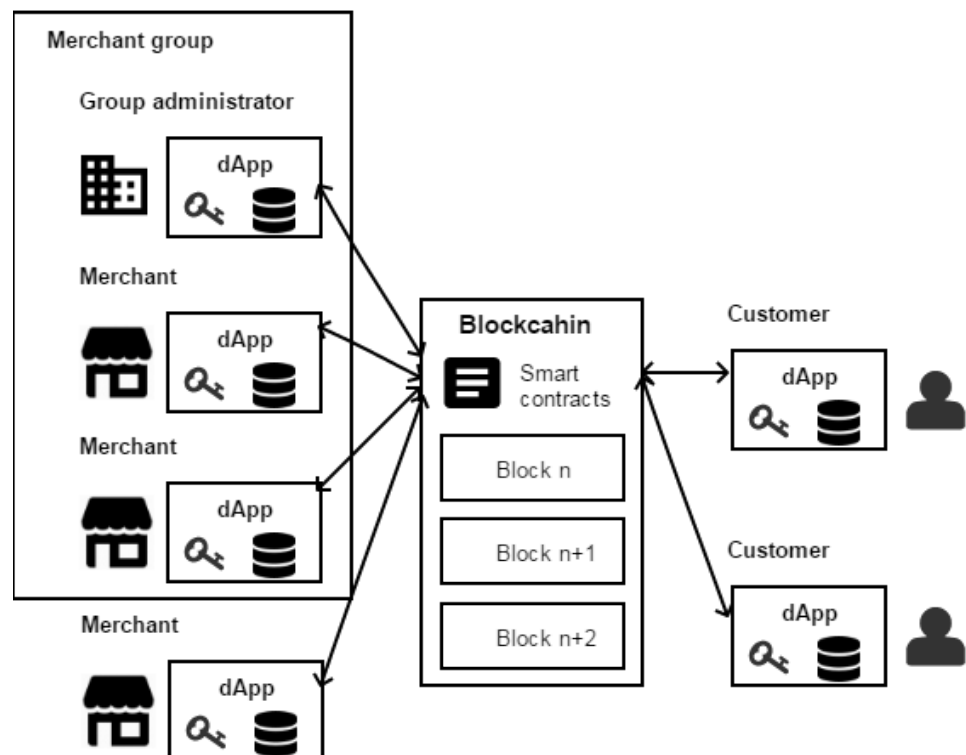 Merchant group
Group administrator
dApp
Merchant
dApp
Merchant
dApp
Merchant
dApp
Blockcahin
Smart
contracts
Block n
Block n+1
Block n+2
Customer
dApp
Customer
dApp